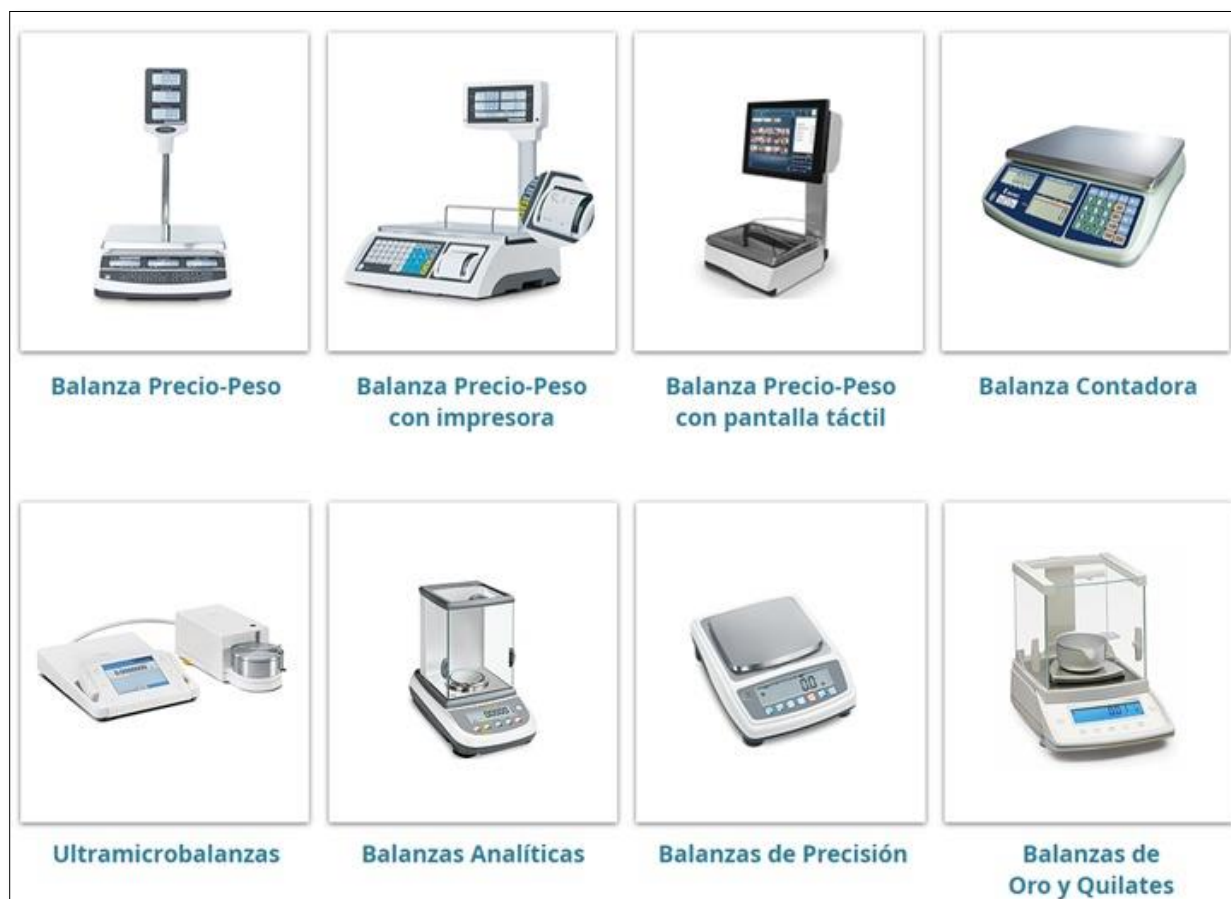 Balanza Precio-Peso
Balanza Precio-Peso
con impresora
Balanza Precio-Peso
con pantalla táctil
Balanza Contadora
Ultramicrobalanzas
Balanzas Analíticas
Balanzas de Precisión
Balanzas de
Oro y Quilates